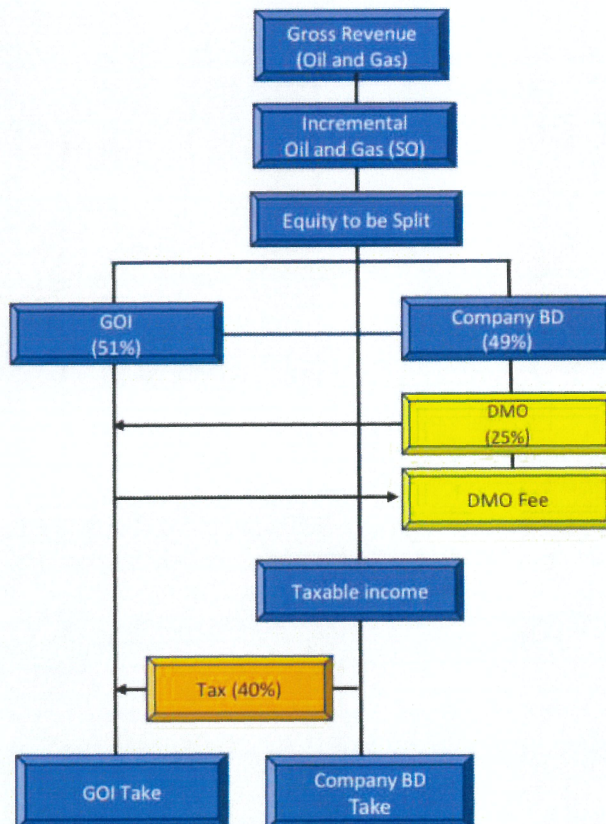 Gross Revenue
(Oil and Gas)
Incremental
Oil and Gas (SO)
Equity to be Split
GOI
(51%)
Company BD
(49%)
DMO
(25%)
DMO Fee
Taxable income
Tax (40%)
GOI Take
Company BD
Take